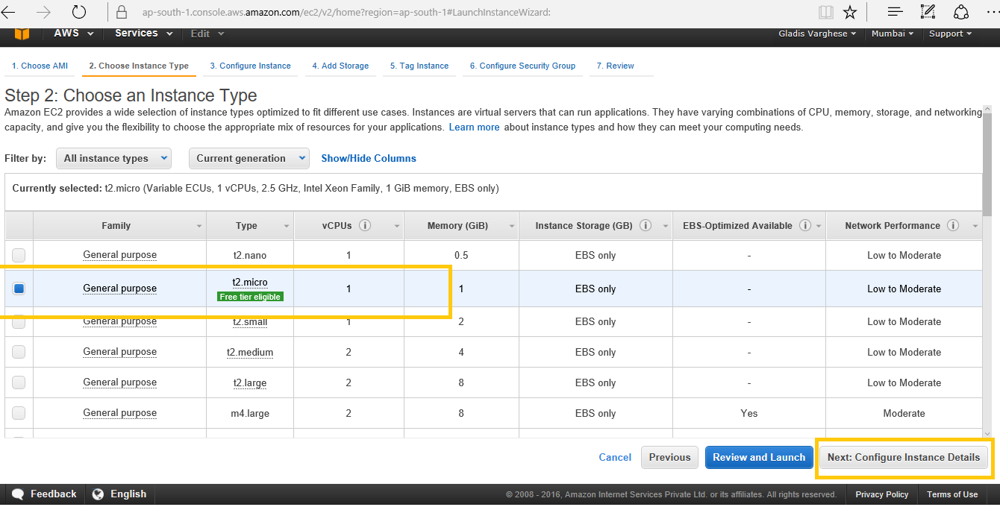 ap-south-1.console.aws.amazon.com/ec2/v2/home?region=ap-south-1#LaunchInstanceWizard:
AWS Services Edit Gladis Varghese Mumbai Support
1. Choose AMI 2. Choose Instance Type 3. Configure Instance 4. Add Storage 5. Tag Instance 6. Configure Security Group 7. Review
Step 2: Choose an Instance Type
Amazon EC2 provides a wide selection of instance types optimized to fit different use cases. Instances are virtual servers that can run applications. They have varying combinations of CPU, memory, storage, and networking
capacity, and give you the flexibility to choose the appropriate mix of resources for your applications. Learn more about instance types and how they can meet your computing needs.
Filter by: All instance types Current generation Show/Hide Columns
Currently selected: t2.micro (Variable ECUs, 1 vCPUs, 2.5 GHz, Intel Xeon Family, 1 GiB memory, EBS only)
Family Type vCPUs Memory (GiB) Instance Storage (GB) EBS-Optimized Available Network Performance
General purpose t2.nano 1 0.5 EBS only - Low to Moderate
General purpose t2.micro 1 1 EBS only - Low to Moderate
Free tier eligible
General purpose t2.small 1 2 EBS only - Low to Moderate
General purpose t2.medium 2 4 EBS only - Low to Moderate
General purpose t2.large 2 8 EBS only - Low to Moderate
General purpose m4.large 2 8 EBS only Yes Moderate
Cancel Previous Review and Launch Next: Configure Instance Details
Feedback English © 2008 - 2016, Amazon Internet Services Private Ltd. or its affiliates. All rights reserved. Privacy Policy Terms of Use